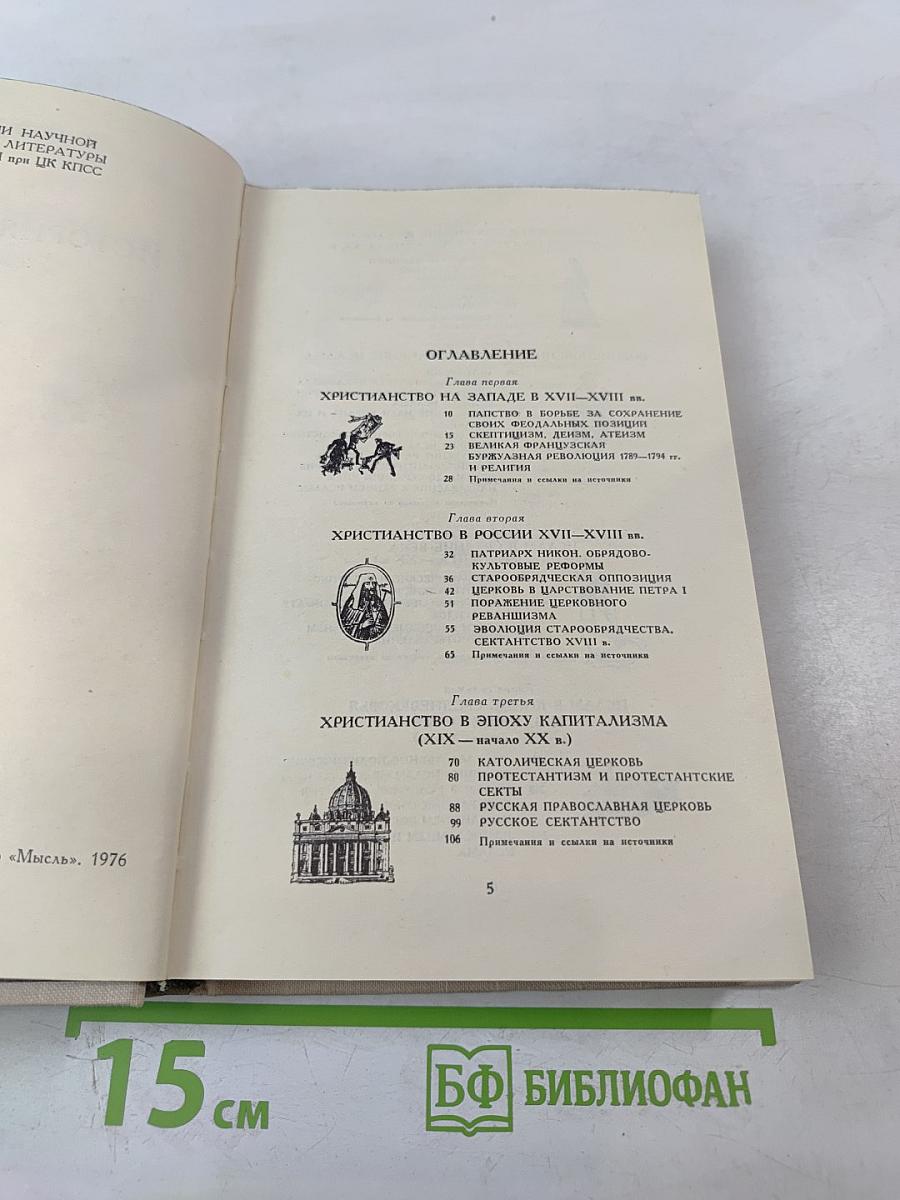 И НАУЧНОЙ
ЛИТЕРАТУРЫ
при ЦК КПСС
«Мысль». 1976
ОГЛАВЛЕНИЕ
Глава первая
ХРИСТИАНСТВО НА ЗАПАДЕ В XVII—XVIII вв.
10 ПАПСТВО В БОРЬБЕ ЗА СОХРАНЕНИЕ
СВОИХ ФЕОДАЛЬНЫХ ПОЗИЦИЙ
15 СКЕПТИЦИЗМ, ДЕИЗМ, АТЕИЗМ
23 ВЕЛИКАЯ ФРАНЦУЗСКАЯ
БУРЖУАЗНАЯ РЕВОЛЮЦИЯ 1789—1794 гг.
И РЕЛИГИЯ
28 Примечания и ссылки на источники
Глава вторая
ХРИСТИАНСТВО В РОССИИ XVII—XVIII вв.
32 ПАТРИАРХ НИКОН. ОБРЯДОВО-
КУЛЬТОВЫЕ РЕФОРМЫ
36 СТАРООБРЯДЧЕСКАЯ ОППОЗИЦИЯ
42 ЦЕРКОВЬ В ЦАРСТВОВАНИЕ ПЕТРА I
51 ПОРАЖЕНИЕ ЦЕРКОВНОГО
РЕВАНШИЗМА
55 ЭВОЛЮЦИЯ СТАРООБРЯДЧЕСТВА.
СЕКТАНТСТВО XVIII в.
65 Примечания и ссылки на источники
Глава третья
ХРИСТИАНСТВО В ЭПОХУ КАПИТАЛИЗМА
(XIX — начало XX в.)
70 КАТОЛИЧЕСКАЯ ЦЕРКОВЬ
80 ПРОТЕСТАНТИЗМ И ПРОТЕСТАНТСКИЕ
СЕКТЫ
88 РУССКАЯ ПРАВОСЛАВНАЯ ЦЕРКОВЬ
99 РУССКОЕ СЕКТАНТСТВО
106 Примечания и ссылки на источники
5
15 см
БФ БИБЛИОФАН